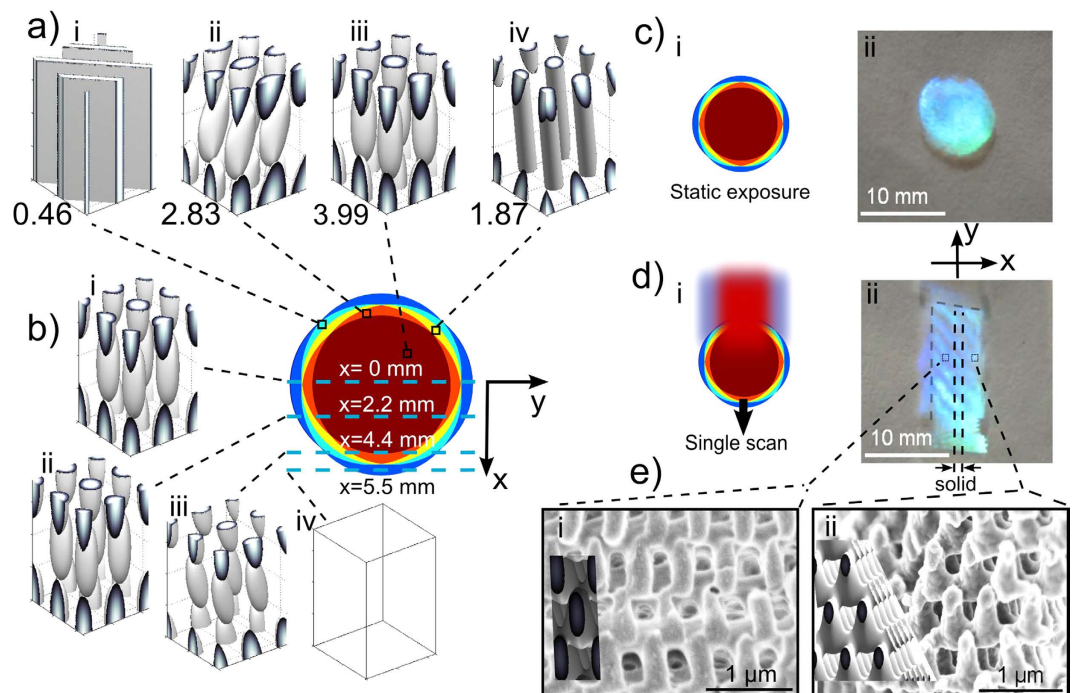 a)
i
ii
iii
iv
0.46
2.83
3.99
1.87
b)
i
ii
iii
iv
x= 0 mm
x=2.2 mm
x=4.4 mm
x=5.5 mm
y
x
c)
i
ii
Static exposure
10 mm
y
x
d)
i
ii
Single scan
10 mm
solid
e)
i
1 μm
ii
1 μm